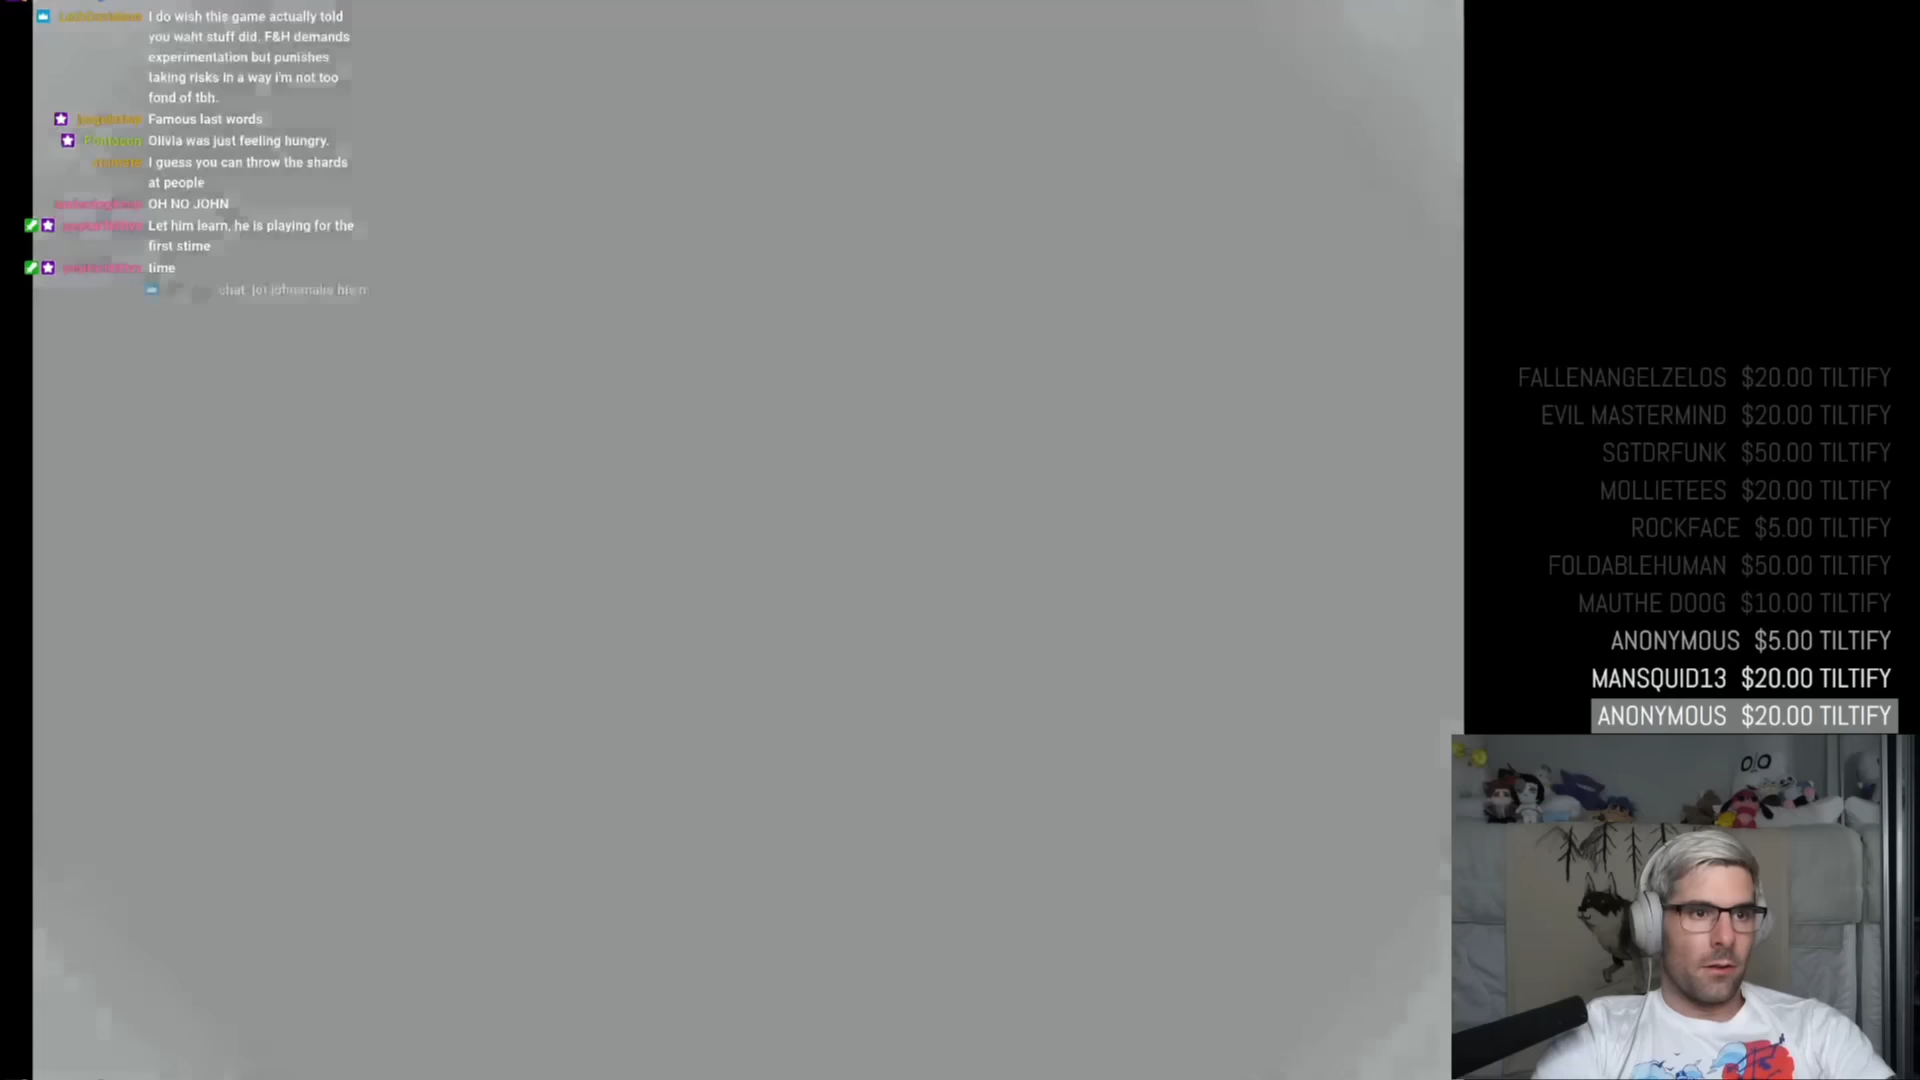 I do wish this game actually told
you waht stuff did. F&H demands
experimentation but punishes
taking risks in a way i'm not too
fond of tbh.
Famous last words
Olivia was just feeling hungry.
I guess you can throw the shards
at people
OH NO JOHN
Let him learn, he is playing for the
first stime
time
chat
his
FALLENANGELZELOS $20.00 TILTIFY
EVIL MASTERMIND $20.00 TILTIFY
SGTDRFUNK $50.00 TILTIFY
MOLLIETEES $20.00 TILTIFY
ROCKFACE $5.00 TILTIFY
FOLDABLEHUMAN $50.00 TILTIFY
MAUTHE DOOG $10.00 TILTIFY
ANONYMOUS $5.00 TILTIFY
MANSQUID13 $20.00 TILTIFY
ANONYMOUS $20.00 TILTIFY